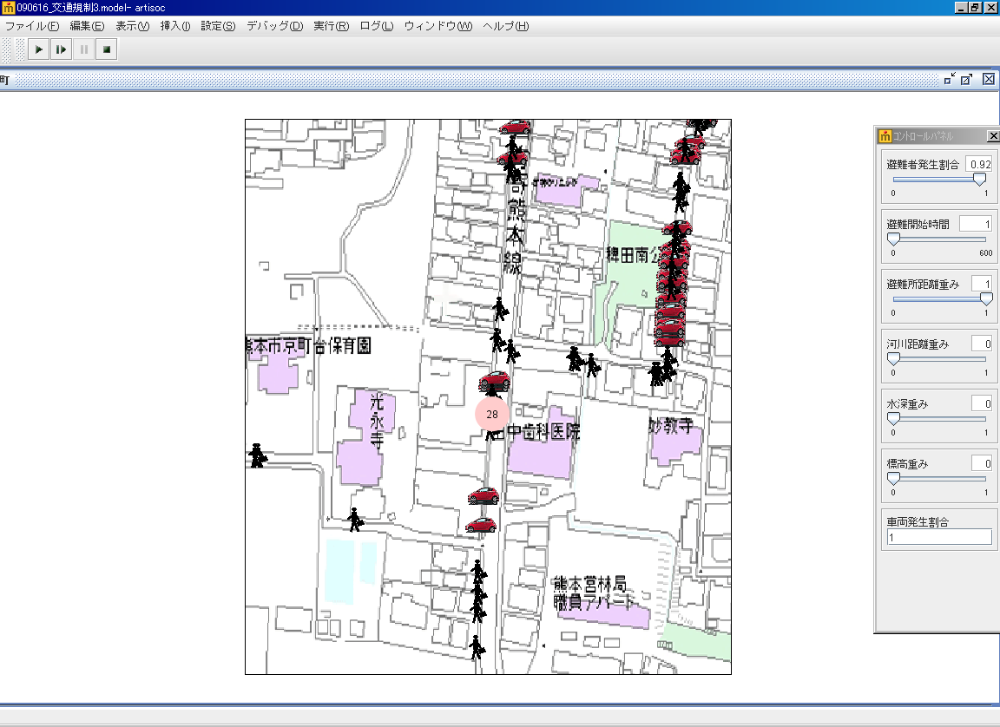 090616_交通規制3.model- artisoc
ファイル(F) 編集(E) 表示(V) 挿入(I) 設定(S) デバッグ(D) 実行(R) ログ(L) ウィンドウ(W) ヘルプ(H)
町
コントロールパネル
避難者発生割合 0.92
0 1
避難開始時間 1
0 600
避難所距離重み 1
0 1
河川距離重み 0
0 1
水深重み 0
0 1
標高重み 0
0 1
車両発生割合
1
熊本線
稗田南公
熊本市京町台保育園
光永寺
28
中歯科医院
妙教寺
熊本営林局
職員アパート